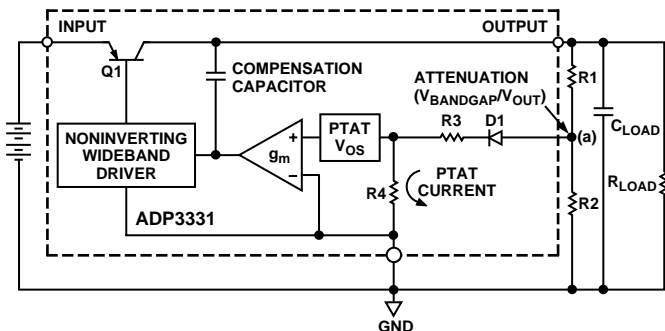 INPUT
OUTPUT
Q1
COMPENSATION
CAPACITOR
ATTENUATION
(VBANDGAP/VOUT)
R1
NONINVERTING
WIDEBAND
DRIVER
gm
+
−
PTAT
VOS
R3
D1
(a)
CLOAD
R4
PTAT
CURRENT
R2
RLOAD
ADP3331
GND